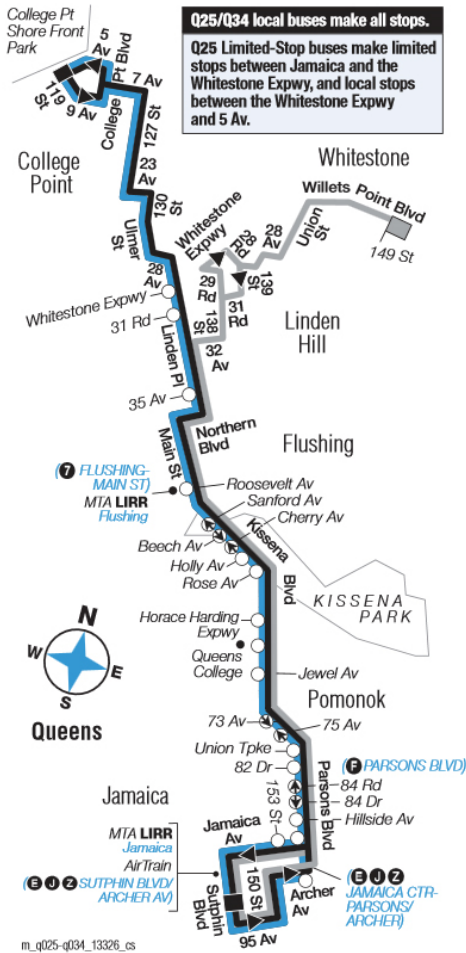 College Pt
Shore Front
Park
Q25/Q34 local buses make all stops.
Q25 Limited-Stop buses make limited
stops between Jamaica and the
Whitestone Expwy, and local stops
between the Whitestone Expwy
and 5 Av.
5
Av
College Pt Blvd
7 Av
119
St
9 Av
127 St
College
Point
23
Av
130
St
Ulmer
St
28
Av
Whitestone
Willets Point Blvd
149 St
Union
St
28
Av
28
Rd
Whitestone
Expwy
139
St
29
Rd
31
Rd
138
St
32
Av
Linden
Hill
Whitestone Expwy
31 Rd
Linden Pl
35 Av
Northern
Blvd
Main St
Flushing
(7 FLUSHING-
MAIN ST)
MTA LIRR
Flushing
Roosevelt Av
Sanford Av
Cherry Av
Kissena
Blvd
Beech Av
Holly Av
Rose Av
KISSENA
PARK
Horace Harding
Expwy
Queens
College
Jewel Av
N
W
E
S
Queens
Pomonok
73 Av
75 Av
Union Tpke
82 Dr
(F PARSONS BLVD)
84 Rd
84 Dr
Hillside Av
Parsons Blvd
153 St
Jamaica
Jamaica
Av
MTA LIRR
Jamaica
AirTrain
(E J Z SUTPHIN BLVD/
ARCHER AV)
Sutphin
Blvd
150 St
Archer
Av
95 Av
(E J Z
JAMAICA CTR-
PARSONS/
ARCHER)
m_q025-q034_13326_cs